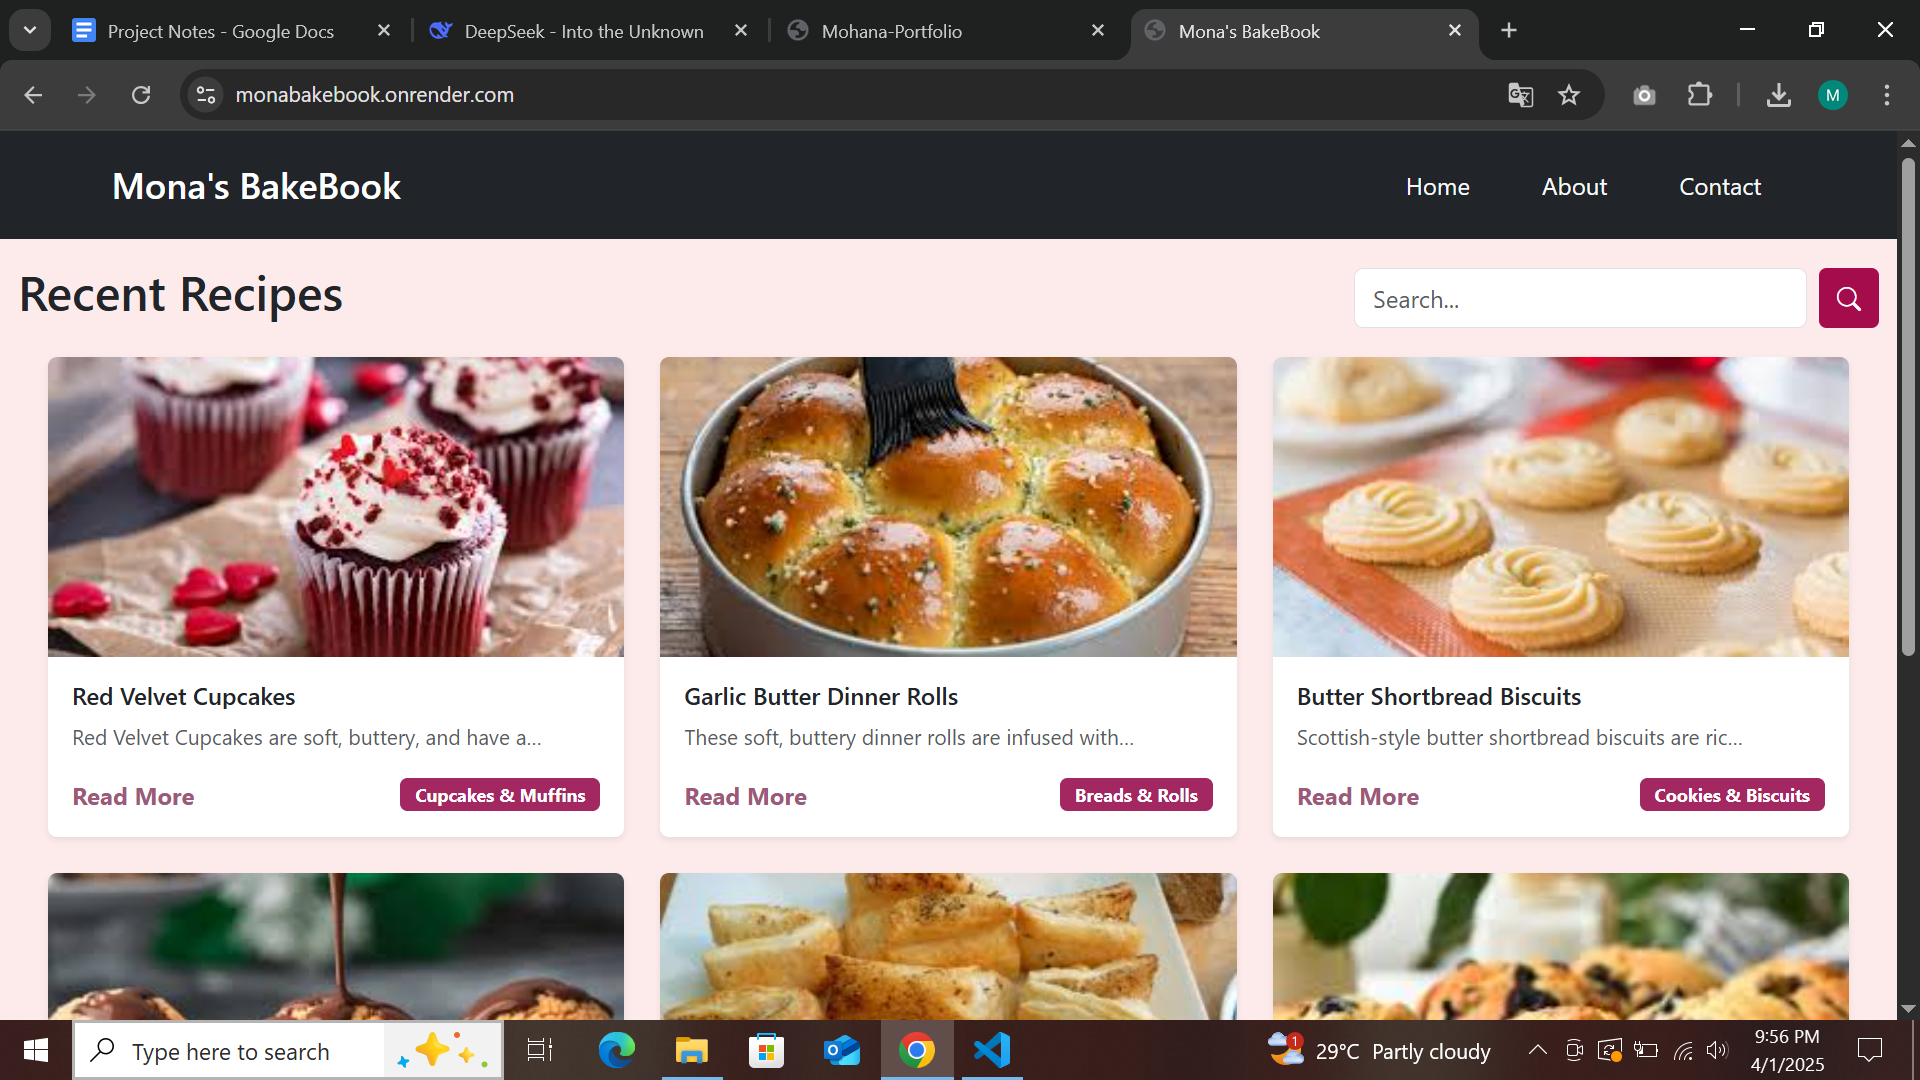 Project Notes - Google Docs
DeepSeek - Into the Unknown
Mohana-Portfolio
Mona's BakeBook
monabakebook.onrender.com
M
Mona's BakeBook
Home
About
Contact
Recent Recipes
Search...
Red Velvet Cupcakes
Red Velvet Cupcakes are soft, buttery, and have a...
Read More
Cupcakes & Muffins
Garlic Butter Dinner Rolls
These soft, buttery dinner rolls are infused with...
Read More
Breads & Rolls
Butter Shortbread Biscuits
Scottish-style butter shortbread biscuits are ric...
Read More
Cookies & Biscuits
Type here to search
1
29°C Partly cloudy
9:56 PM
4/1/2025